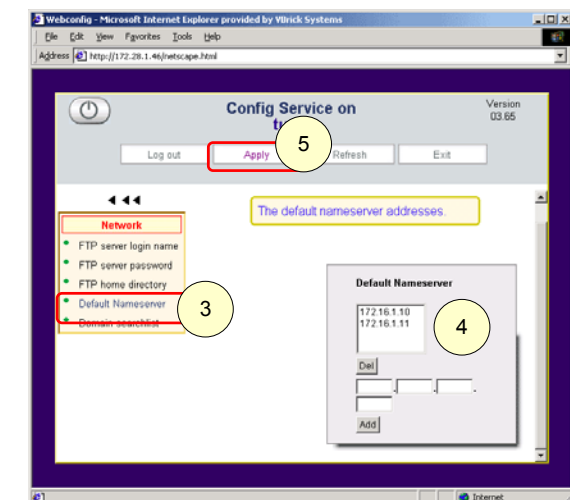 Webconfig - Microsoft Internet Explorer provided by Vllrick Systems
File Edit View Favorites Tools Help
Address http://172.28.1.46/netscape.html
Config Service on
Version
03.65
5
Log out Apply Refresh Exit
The default nameserver addresses.
Network
FTP server login name
FTP server password
FTP home directory
Default Nameserver
Domain searchlist
3
Default Nameserver
172.16.1.10
172.16.1.11
4
Del
. . .
Add
Internet